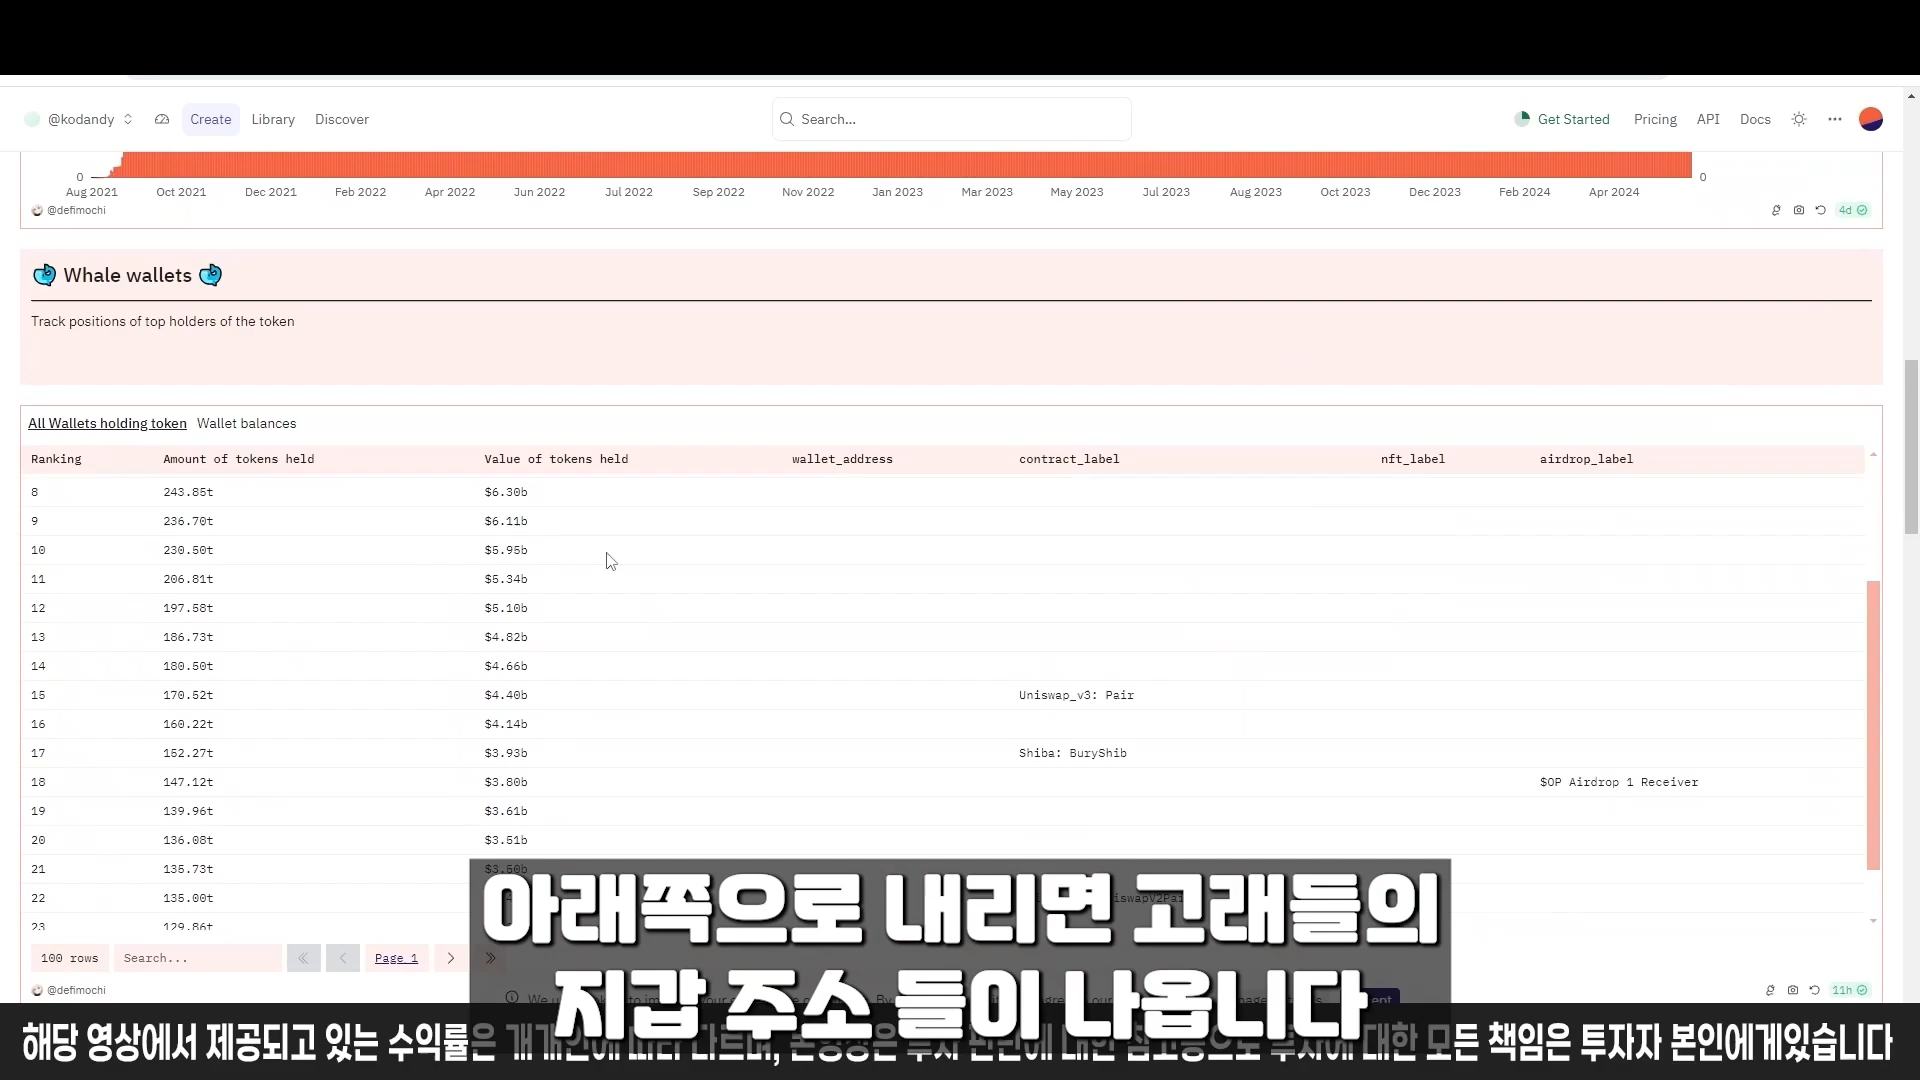 @kodandy Create Library Discover Search... Get Started Pricing API Docs
0 0
Aug 2021 Oct 2021 Dec 2021 Feb 2022 Apr 2022 Jun 2022 Jul 2022 Sep 2022 Nov 2022 Jan 2023 Mar 2023 May 2023 Jul 2023 Aug 2023 Oct 2023 Dec 2023 Feb 2024 Apr 2024
@defimochi 4d
Whale wallets
Track positions of top holders of the token
All Wallets holding token Wallet balances
Ranking Amount of tokens held Value of tokens held wallet_address contract_label nft_label airdrop_label
8 243.85t $6.30b
9 236.70t $6.11b
10 230.50t $5.95b
11 206.81t $5.34b
12 197.58t $5.10b
13 186.73t $4.82b
14 180.50t $4.66b
15 170.52t $4.40b Uniswap_v3: Pair
16 160.22t $4.14b
17 152.27t $3.93b Shiba: BuryShib
18 147.12t $3.80b $OP Airdrop 1 Receiver
19 139.96t $3.61b
20 136.08t $3.51b
21 135.73t $3.50b
22 135.00t
23 129.86t
아래쪽으로 내리면 고래들의
지갑 주소 들이 나옵니다
100 rows Search... Page 1
@defimochi 11h
해당 영상에서 제공되고 있는 수익률은 대한 모든 책임은 투자자 본인에게있습니다